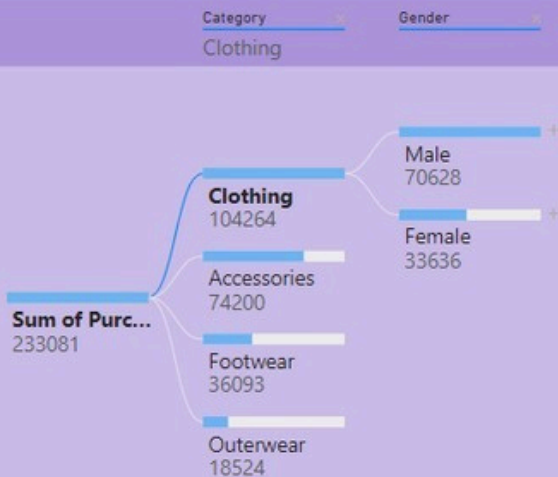 Category
Gender
Clothing
Male
70628
Clothing
104264
Female
33636
Accessories
74200
Sum of Purc...
233081
Footwear
36093
Outerwear
18524